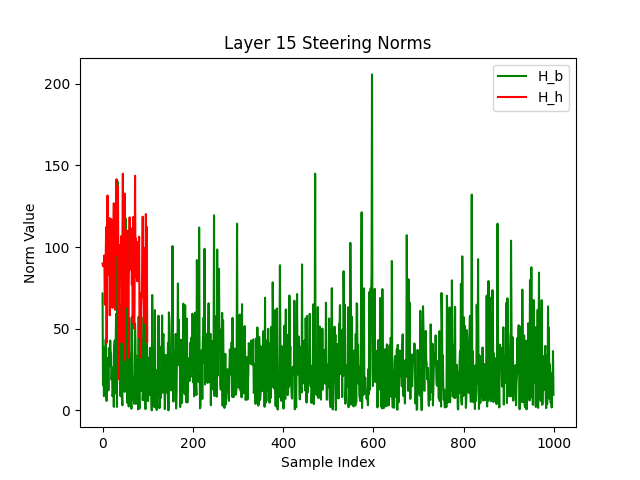 Layer 15 Steering Norms
H_b
H_h
Norm Value
200
150
100
50
0
0 200 400 600 800 1000
Sample Index